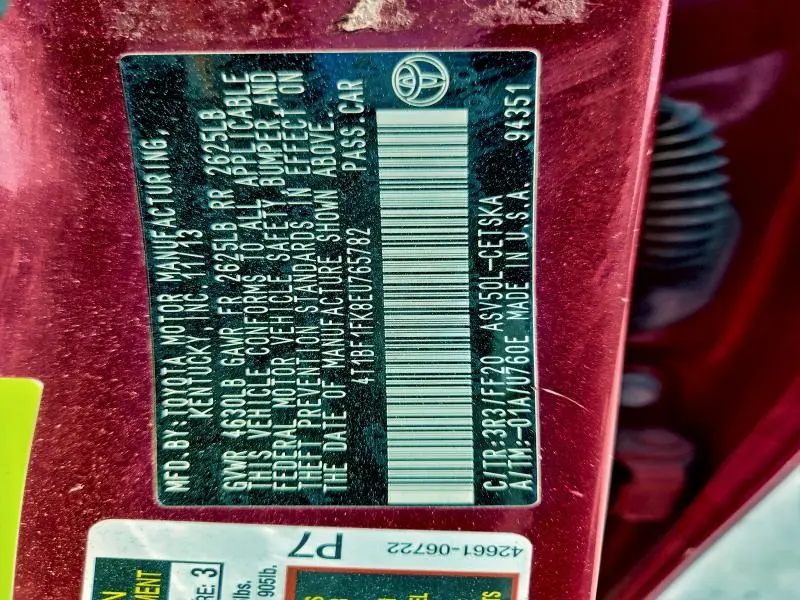 MFD.BY: TOYOTA MOTOR MANUFACTURING,
KENTUCKY, INC. 11/13
GVWR 4630LB GAWR FR 2625LB RR 2625LB
THIS VEHICLE CONFORMS TO ALL APPLICABLE
FEDERAL MOTOR VEHICLE SAFETY, BUMPER, AND
THEFT PREVENTION STANDARDS IN EFFECT ON
THE DATE OF MANUFACTURE SHOWN ABOVE.
4T1BF1FK8EU765782 PASS.CAR
C/TR:3R3/FF20 ASV50L-CETSKA
A/TM:-01A/U760E MADE IN U.S.A. 94351
P7
42661-06722
3
lbs.
905lb.